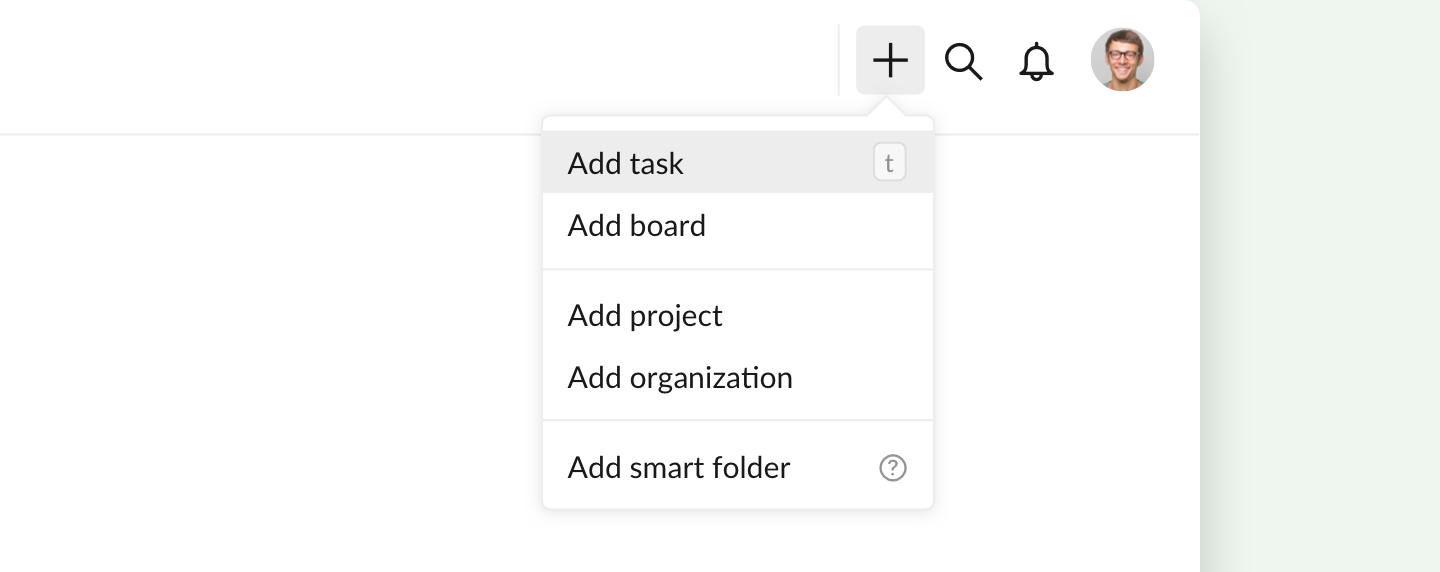 Add task
t
Add board
Add project
Add organization
Add smart folder
?